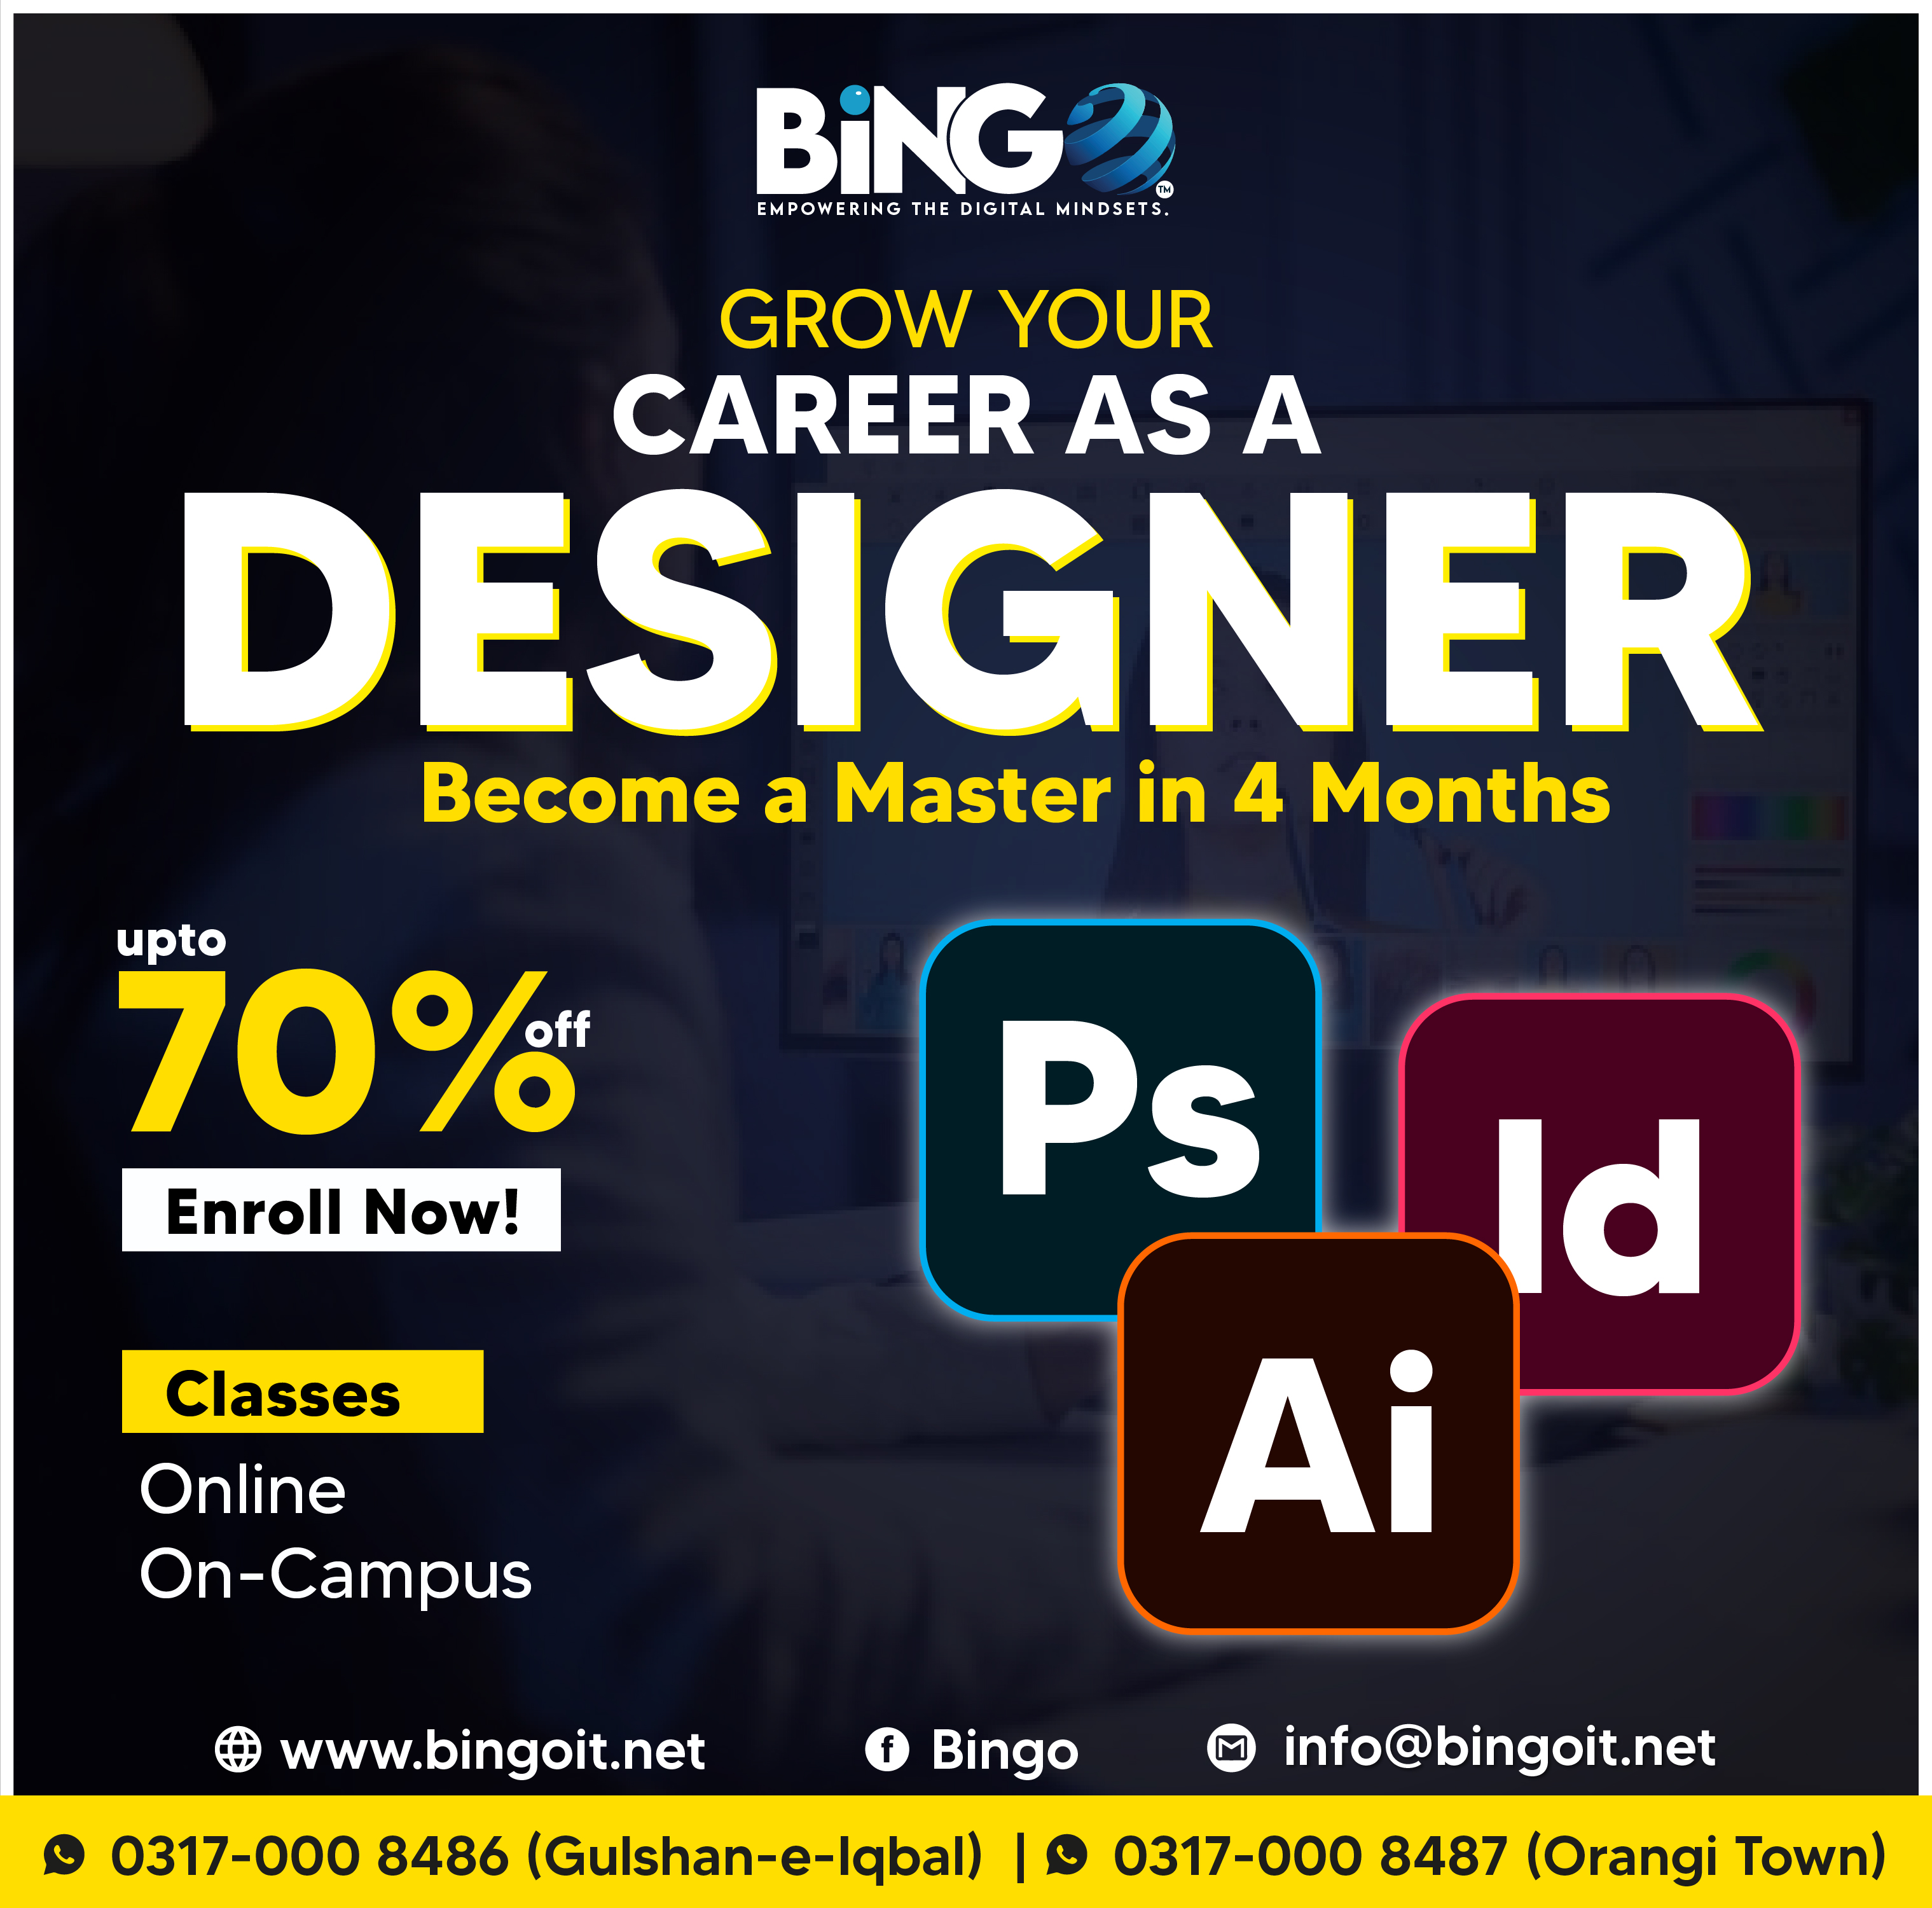 BiNGO
TM
EMPOWERING THE DIGITAL MINDSETS.
GROW YOUR
CAREER AS A
DESIGNER
Become a Master in 4 Months
upto
70%
off
Enroll Now!
Ps
Id
Ai
Classes
Online
On-Campus
www.bingoit.net
Bingo
info@bingoit.net
0317-000 8486 (Gulshan-e-Iqbal) | 0317-000 8487 (Orangi Town)